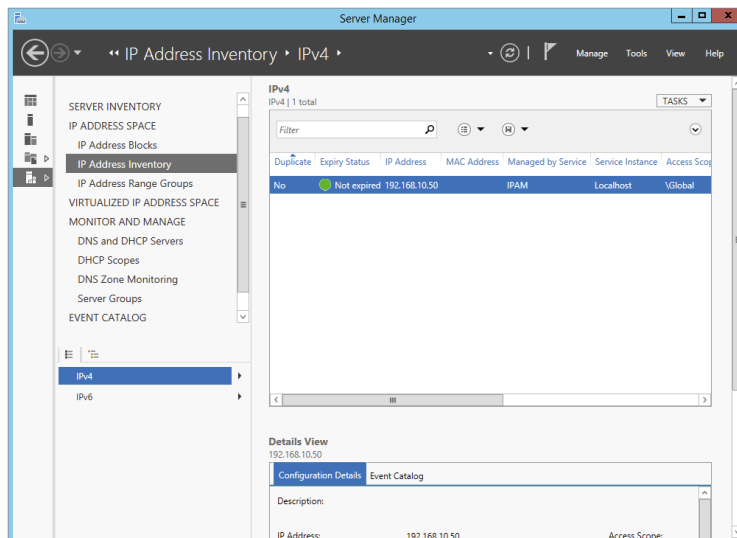 Server Manager
IP Address Inventory IPv4
Manage Tools View Help
SERVER INVENTORY
IP ADDRESS SPACE
IP Address Blocks
IP Address Inventory
IP Address Range Groups
VIRTUALIZED IP ADDRESS SPACE
MONITOR AND MANAGE
DNS and DHCP Servers
DHCP Scopes
DNS Zone Monitoring
Server Groups
EVENT CATALOG
IPv4
IPv6
IPv4
IPv4 | 1 total
TASKS
Filter
Duplicate Expiry Status IP Address MAC Address Managed by Service Service Instance Access Scop
No Not expired 192.168.10.50 IPAM Localhost \Global
Details View
192.168.10.50
Configuration Details Event Catalog
Description:
IP Address: 192.168.10.50 Access Scope: